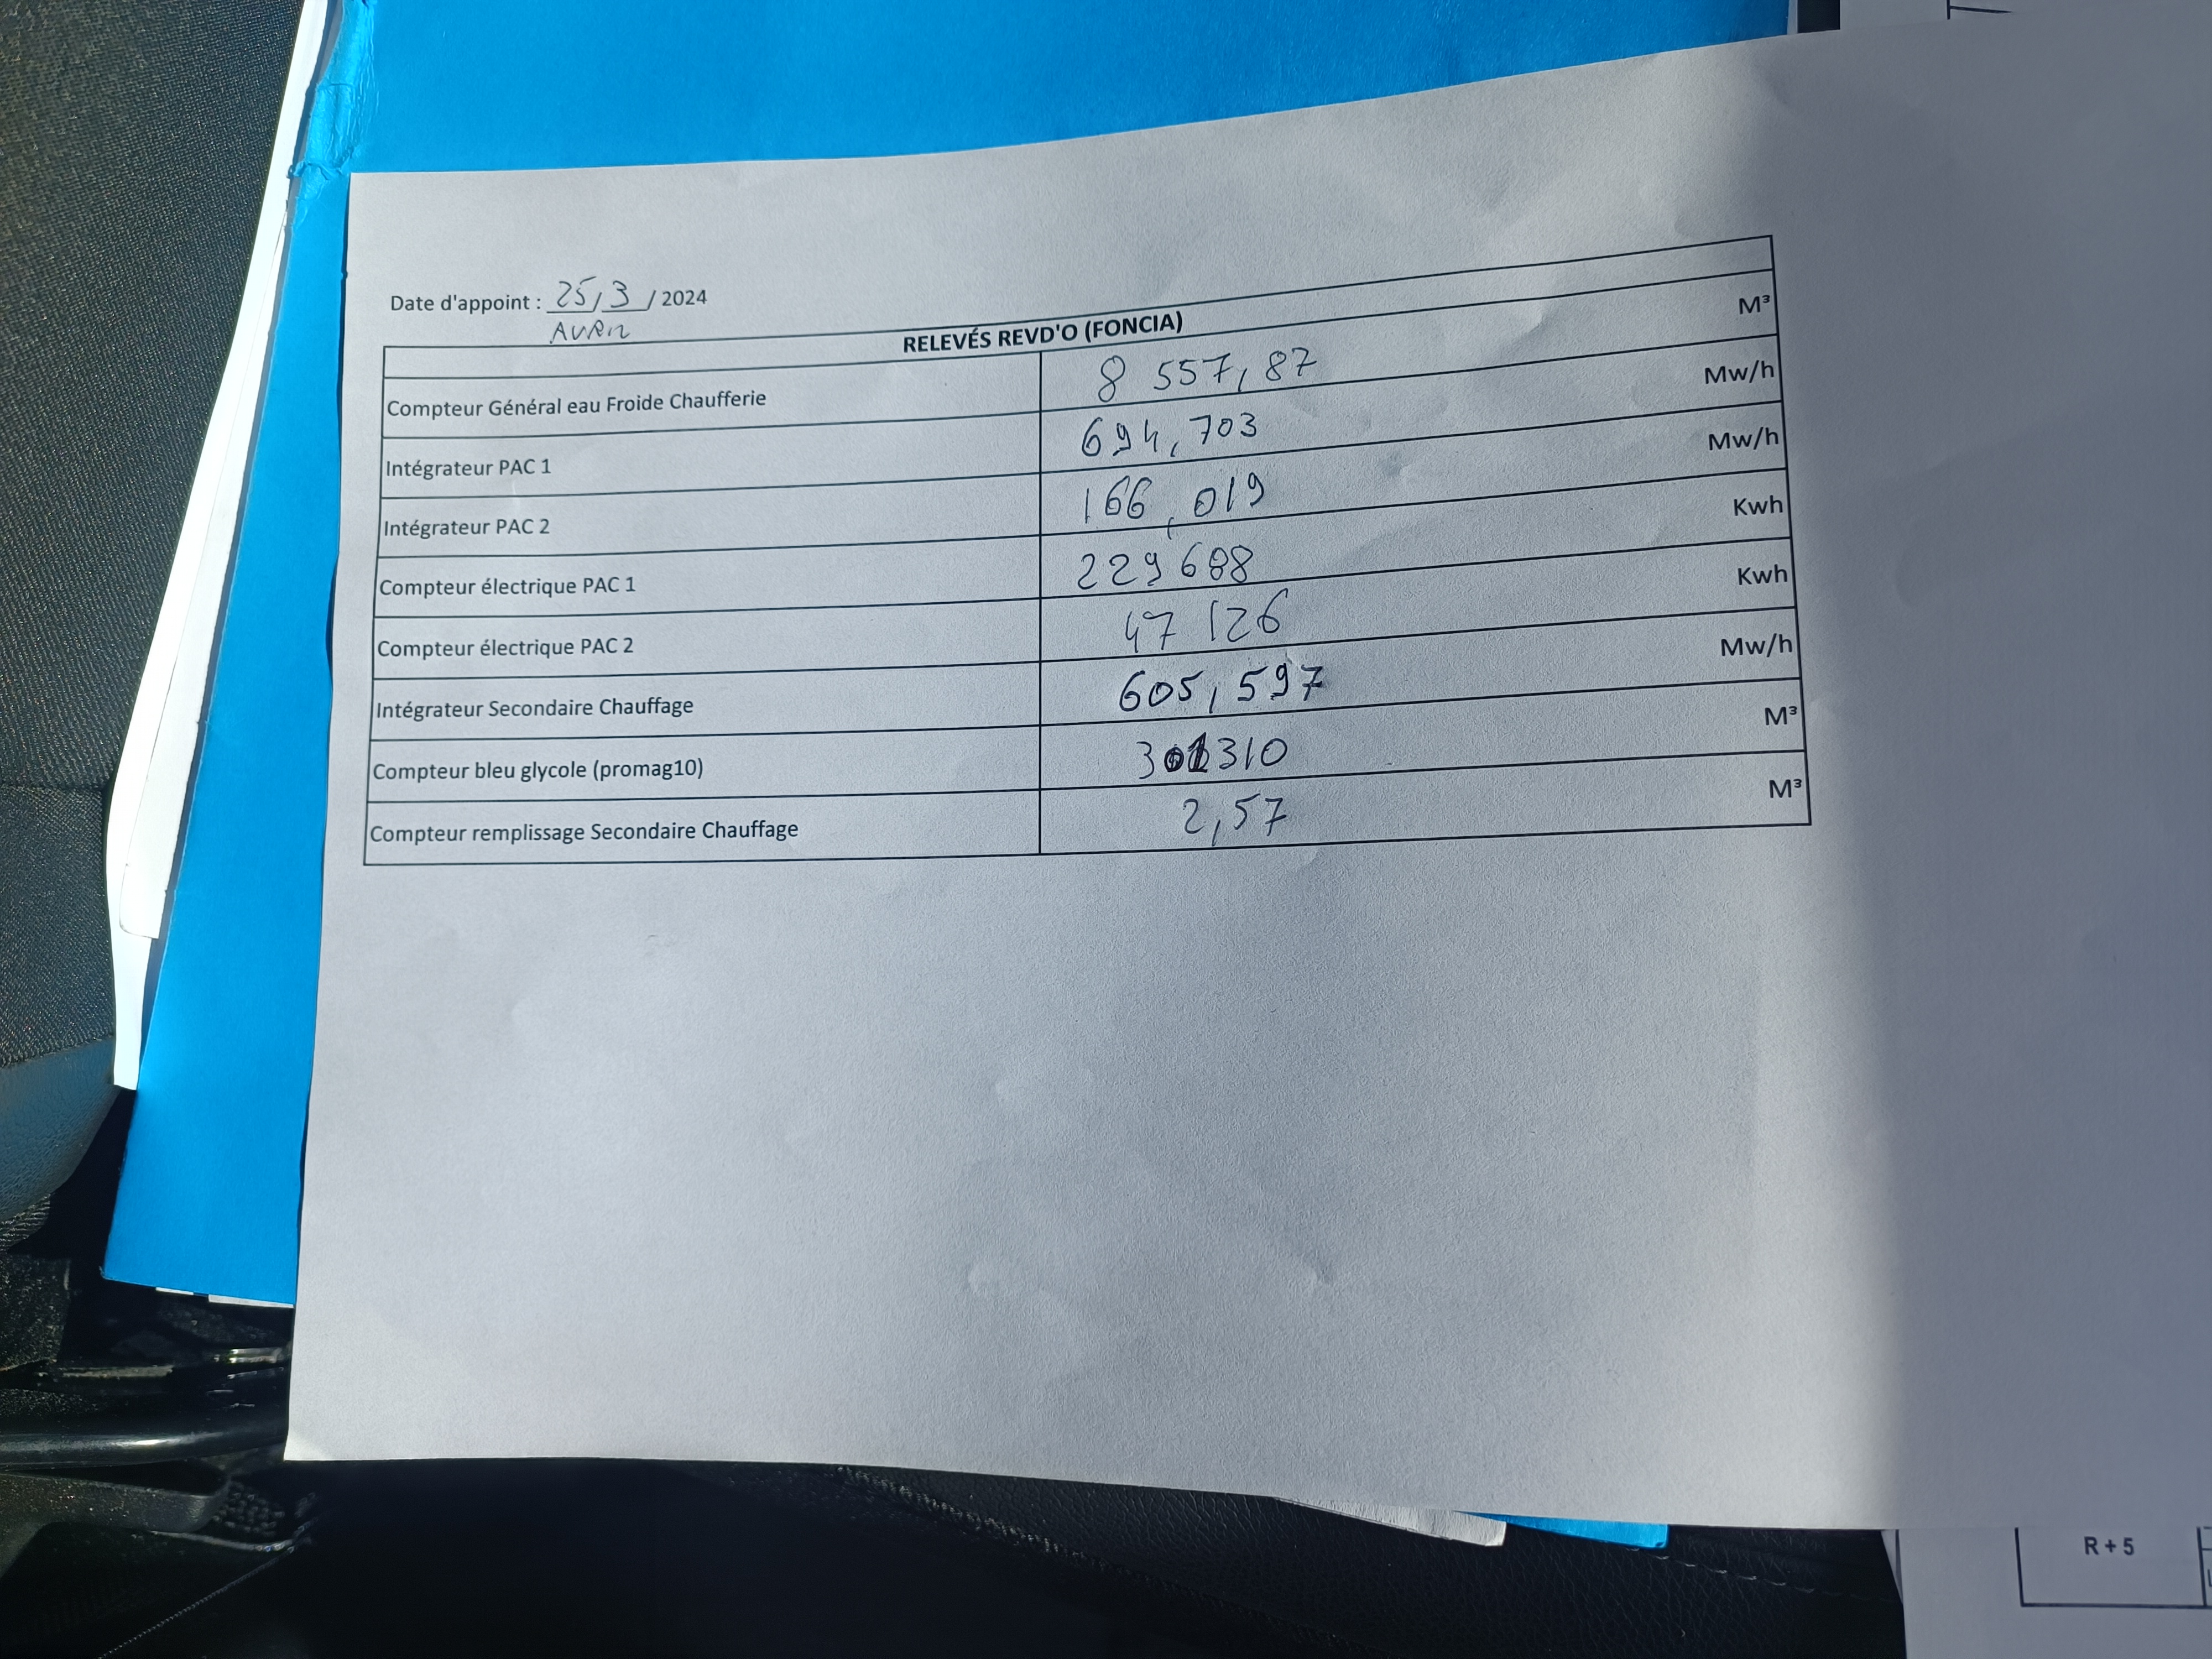 Date d'appoint : 25/3/2024
AVRIL
RELEVÉS REVD'O (FONCIA)
Compteur Général eau Froide Chaufferie 8 557,87 M³
Intégrateur PAC 1 694,703 Mw/h
Intégrateur PAC 2 166,019 Mw/h
Compteur électrique PAC 1 229688 Kwh
Compteur électrique PAC 2 47 126 Kwh
Intégrateur Secondaire Chauffage 605,597 Mw/h
Compteur bleu glycole (promag10) M³
Compteur remplissage Secondaire Chauffage 2,57 M³
R + 5